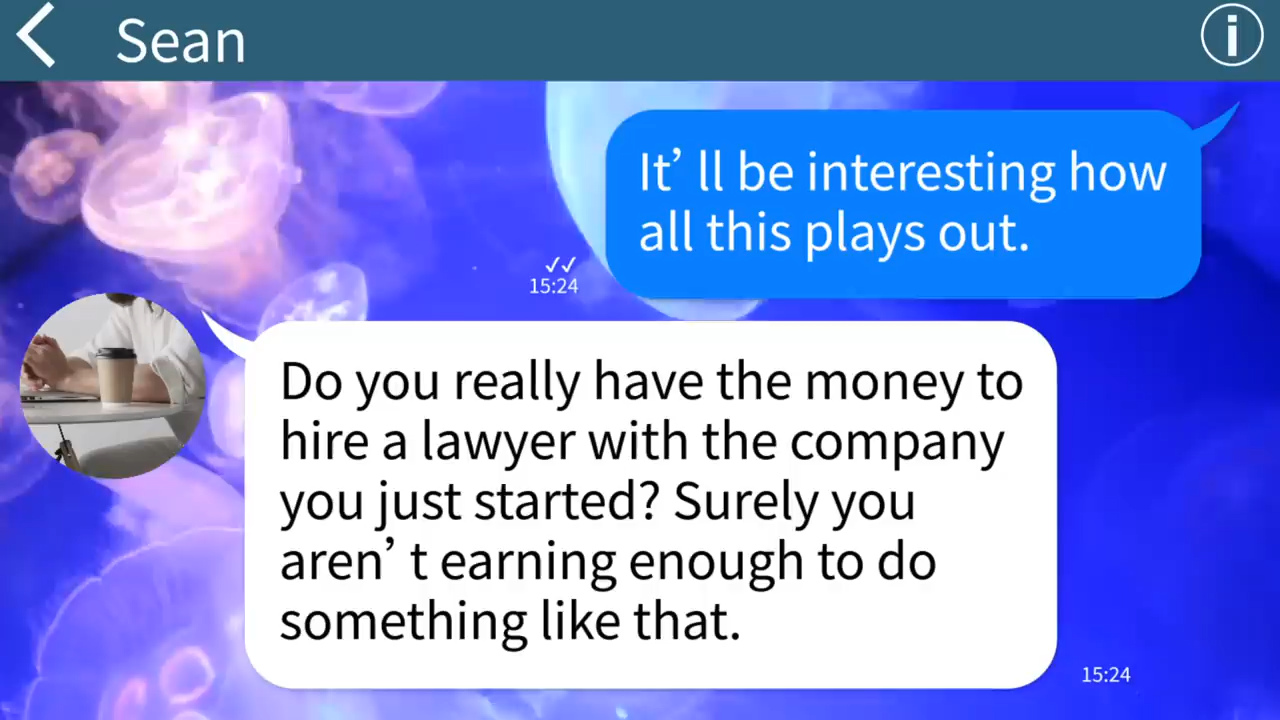 Sean
It’ ll be interesting how
all this plays out.
15:24
Do you really have the money to
hire a lawyer with the company
you just started? Surely you
aren’ t earning enough to do
something like that.
15:24